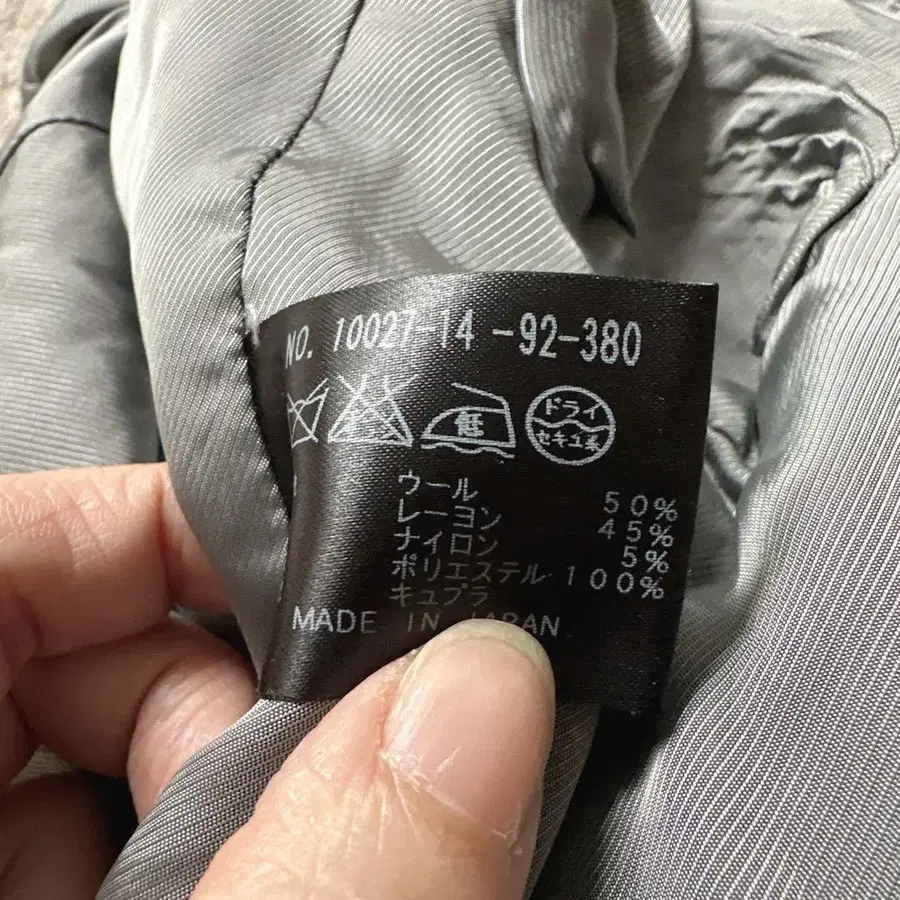 NO. 10027-14 -92-380
ドライ
セキユ系
ウール 50%
レーヨン 45%
ナイロン 5%
ポリエステル 100%
キュプラ
MADE IN JAPAN